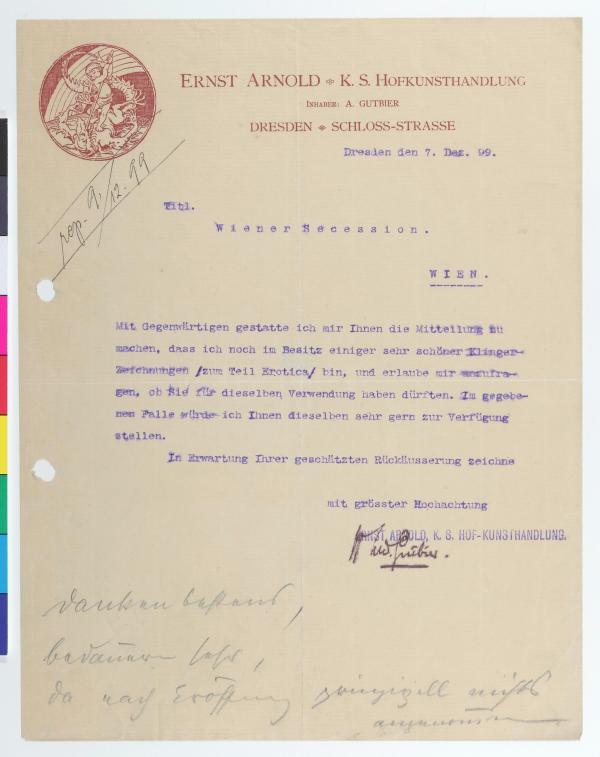 ERNST ARNOLD ⁕ K. S. HOFKUNSTHANDLUNG
INHABER: A. GUTBIER
DRESDEN ⁕ SCHLOSS-STRASSE
Dresden den 7. Dez. 99.
rep. 9/12.99
Titl.
Wiener Secession.
WIEN.
Mit Gegenwärtigen gestatte ich mir Ihnen die Mitteilung zu
machen, dass ich noch im Besitz einiger sehr schöner Klinger-
Zeichnungen /zum Teil Erotica/ bin, und erlaube mir anzufra-
gen, ob Sie für dieselben Verwendung haben dürften. Im gegebe-
nen Falle würde ich Ihnen dieselben sehr gern zur Verfügung
stellen.
In Erwartung Ihrer geschätzten Rückäusserung zeichne
mit grösster Hochachtung
ERNST ARNOLD, K. S. HOF-KUNSTHANDLUNG.
Gutbier.
danken bestens,
bedauern sehr,
da nach Eröffnung prinzipiell nichts
angenommen